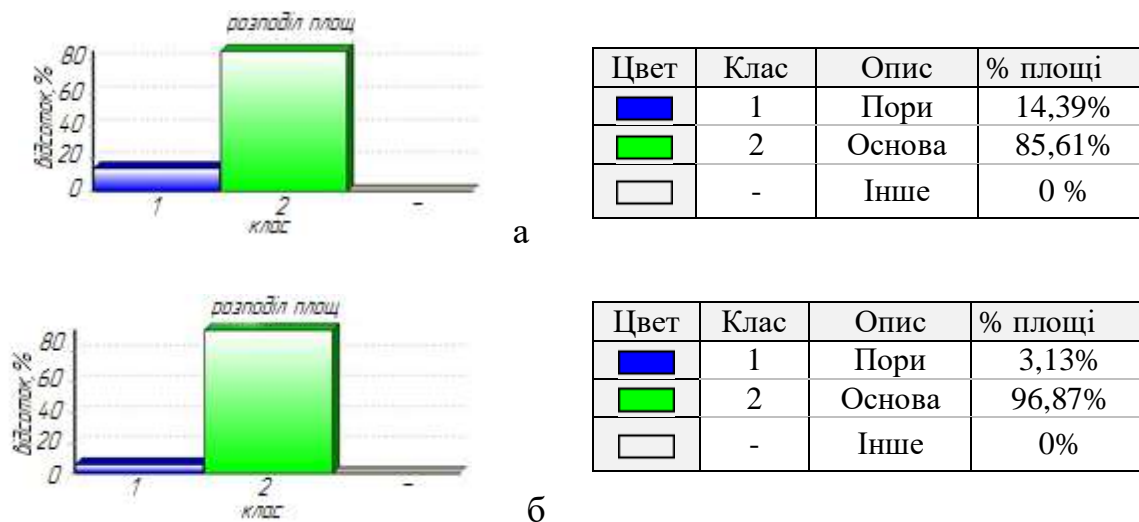 розподіл площ
відсоток, %
80
60
40
20
0
1 2 –
клас
а
Цвет Клас Опис % площі
1 Пори 14,39%
2 Основа 85,61%
- Інше 0 %
розподіл площ
відсоток, %
80
60
40
20
0
1 2 –
клас
б
Цвет Клас Опис % площі
1 Пори 3,13%
2 Основа 96,87%
- Інше 0%